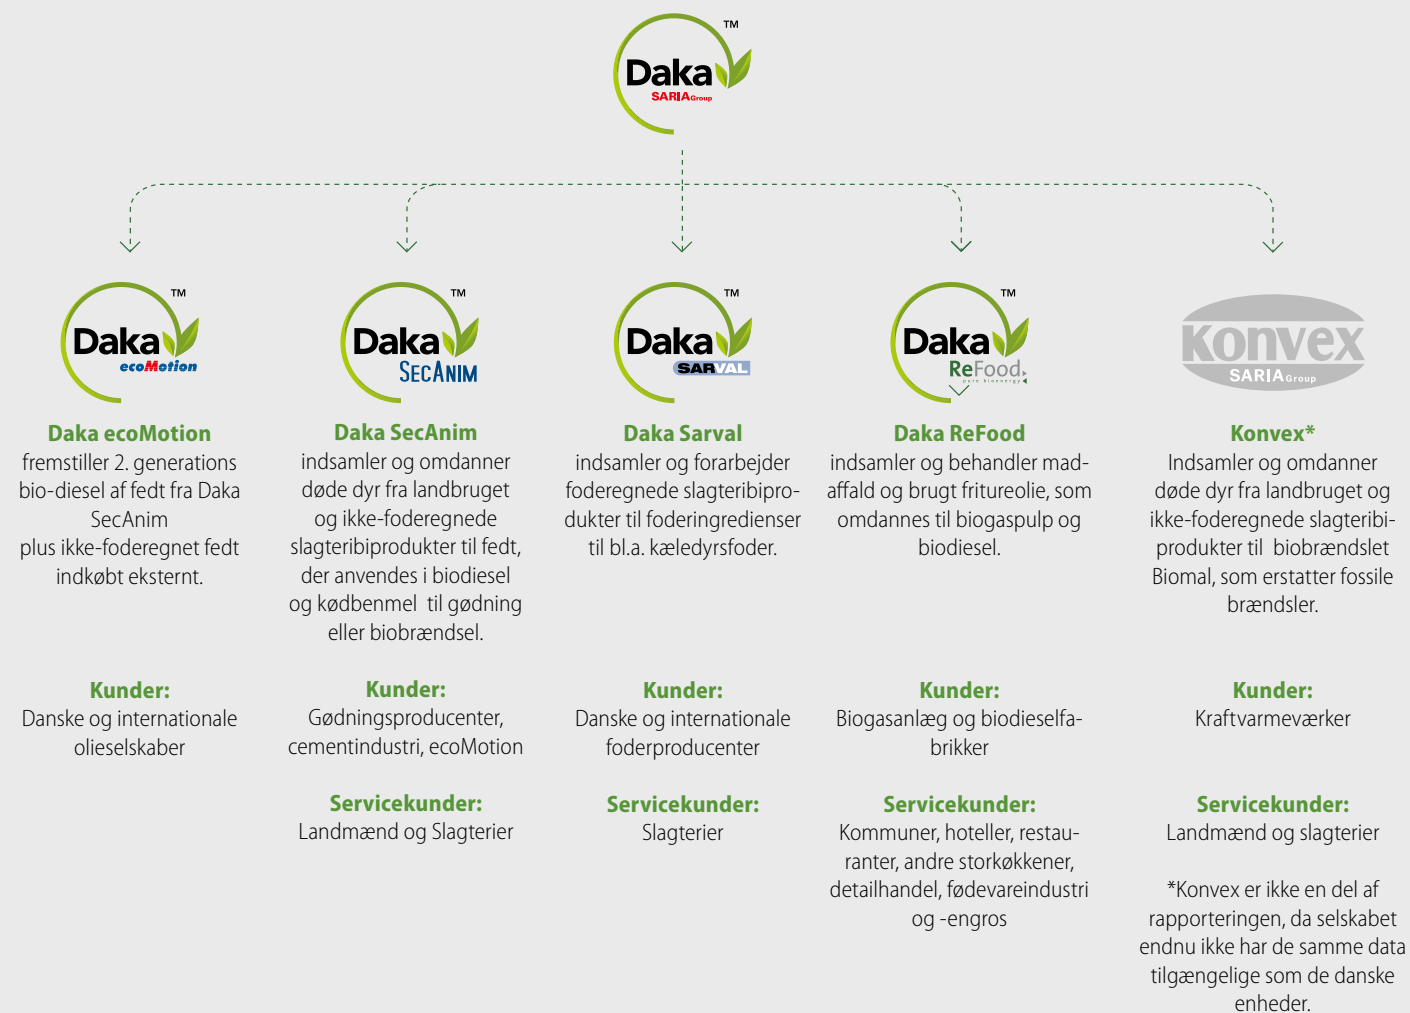 Daka
TM
SARIA Group
Daka
TM
ecoMotion
Daka ecoMotion
fremstiller 2. generations
bio-diesel af fedt fra Daka
SecAnim
plus ikke-foderegnet fedt
indkøbt eksternt.
Kunder:
Danske og internationale
olieselskaber
Daka
TM
SECANIM
Daka SecAnim
indsamler og omdanner
døde dyr fra landbruget
og ikke-foderegnede
slagteribiprodukter til fedt,
der anvendes i biodiesel
og kødbenmel til gødning
eller biobrændsel.
Kunder:
Gødningsproducenter,
cementindustri, ecoMotion
Servicekunder:
Landmænd og Slagterier
Daka
TM
SARVAL
Daka Sarval
indsamler og forarbejder
foderegnede slagteribipro-
dukter til foderingredienser
til bl.a. kæledyrsfoder.
Kunder:
Danske og internationale
foderproducenter
Servicekunder:
Slagterier
Daka
TM
ReFood
pure bioenergy
Daka ReFood
indsamler og behandler mad-
affald og brugt fritureolie, som
omdannes til biogaspulp og
biodiesel.
Kunder:
Biogasanlæg og biodieselfa-
brikker
Servicekunder:
Kommuner, hoteller, restau-
ranter, andre storkøkkener,
detailhandel, fødevareindustri
og -engros
Konvex
SARIA Group
Konvex*
Indsamler og omdanner
døde dyr fra landbruget og
ikke-foderegnede slagteribi-
produkter til biobrændslet
Biomal, som erstatter fossile
brændsler.
Kunder:
Kraftvarmeværker
Servicekunder:
Landmænd og slagterier
*Konvex er ikke en del af
rapporteringen, da selskabet
endnu ikke har de samme data
tilgængelige som de danske
enheder.